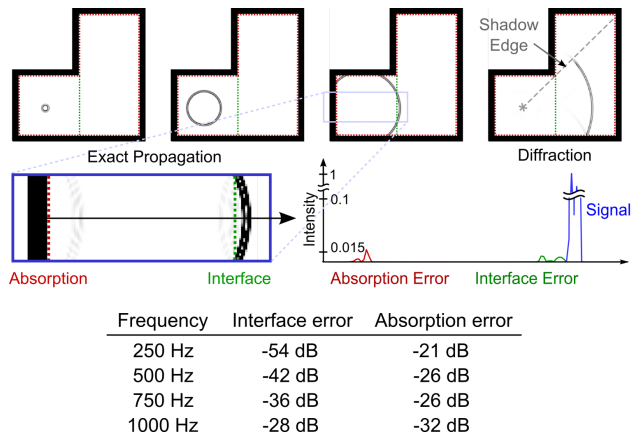 Shadow
Edge
Exact Propagation
Diffraction
Intensity
1
0.1
0.015
Signal
Absorption
Interface
Absorption Error
Interface Error
Frequency Interface error Absorption error
250 Hz -54 dB -21 dB
500 Hz -42 dB -26 dB
750 Hz -36 dB -26 dB
1000 Hz -28 dB -32 dB